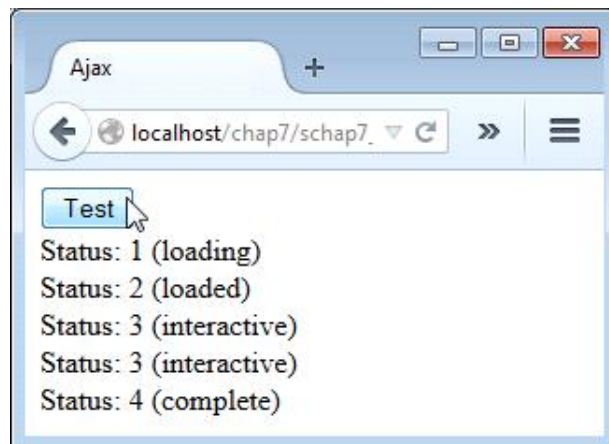 Ajax
localhost/chap7/schap7_
Test
Status: 1 (loading)
Status: 2 (loaded)
Status: 3 (interactive)
Status: 3 (interactive)
Status: 4 (complete)